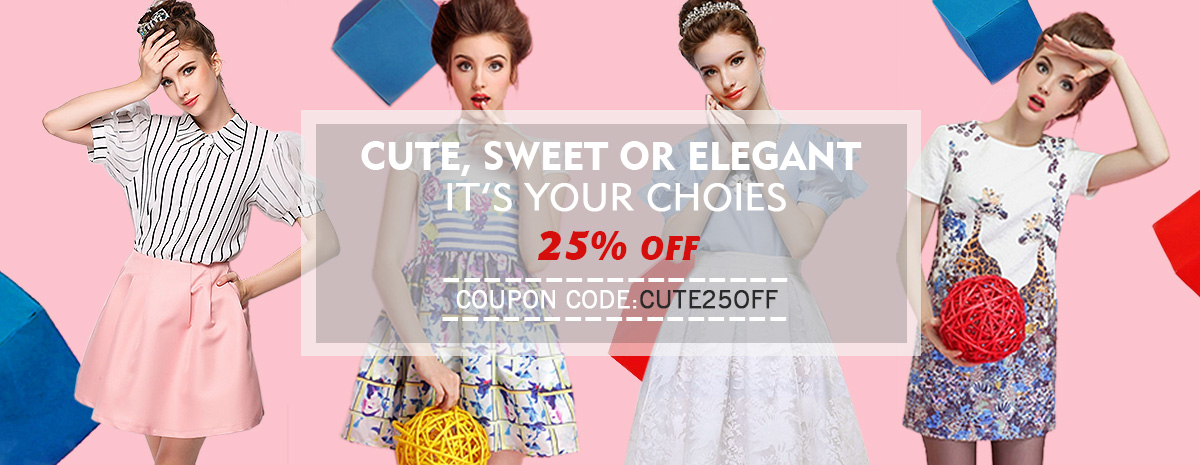 CUTE, SWEET OR ELEGANT
IT'S YOUR CHOIES
25% OFF
COUPON CODE:CUTE25OFF